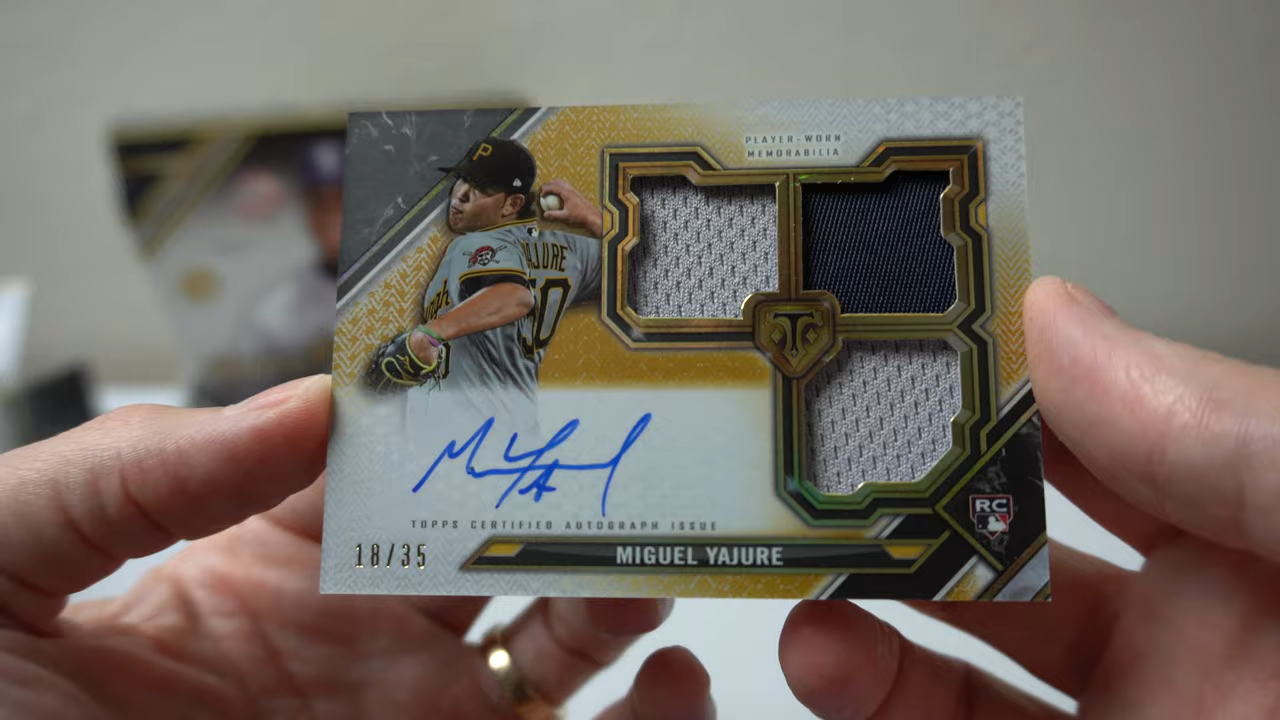 PLAYER-WORN
MEMORABILIA
P
YAJURE
50
TOPPS CERTIFIED AUTOGRAPH ISSUE
18/35
MIGUEL YAJURE
RC